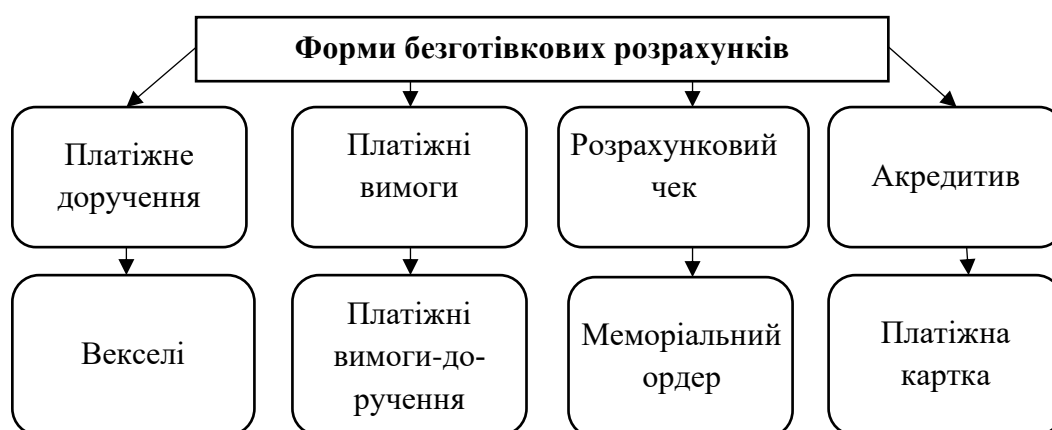 Форми безготівкових розрахунків
Платіжне
доручення
Платіжні
вимоги
Розрахунковий
чек
Акредитив
Векселі
Платіжні
вимоги-до-
ручення
Меморіальний
ордер
Платіжна
картка